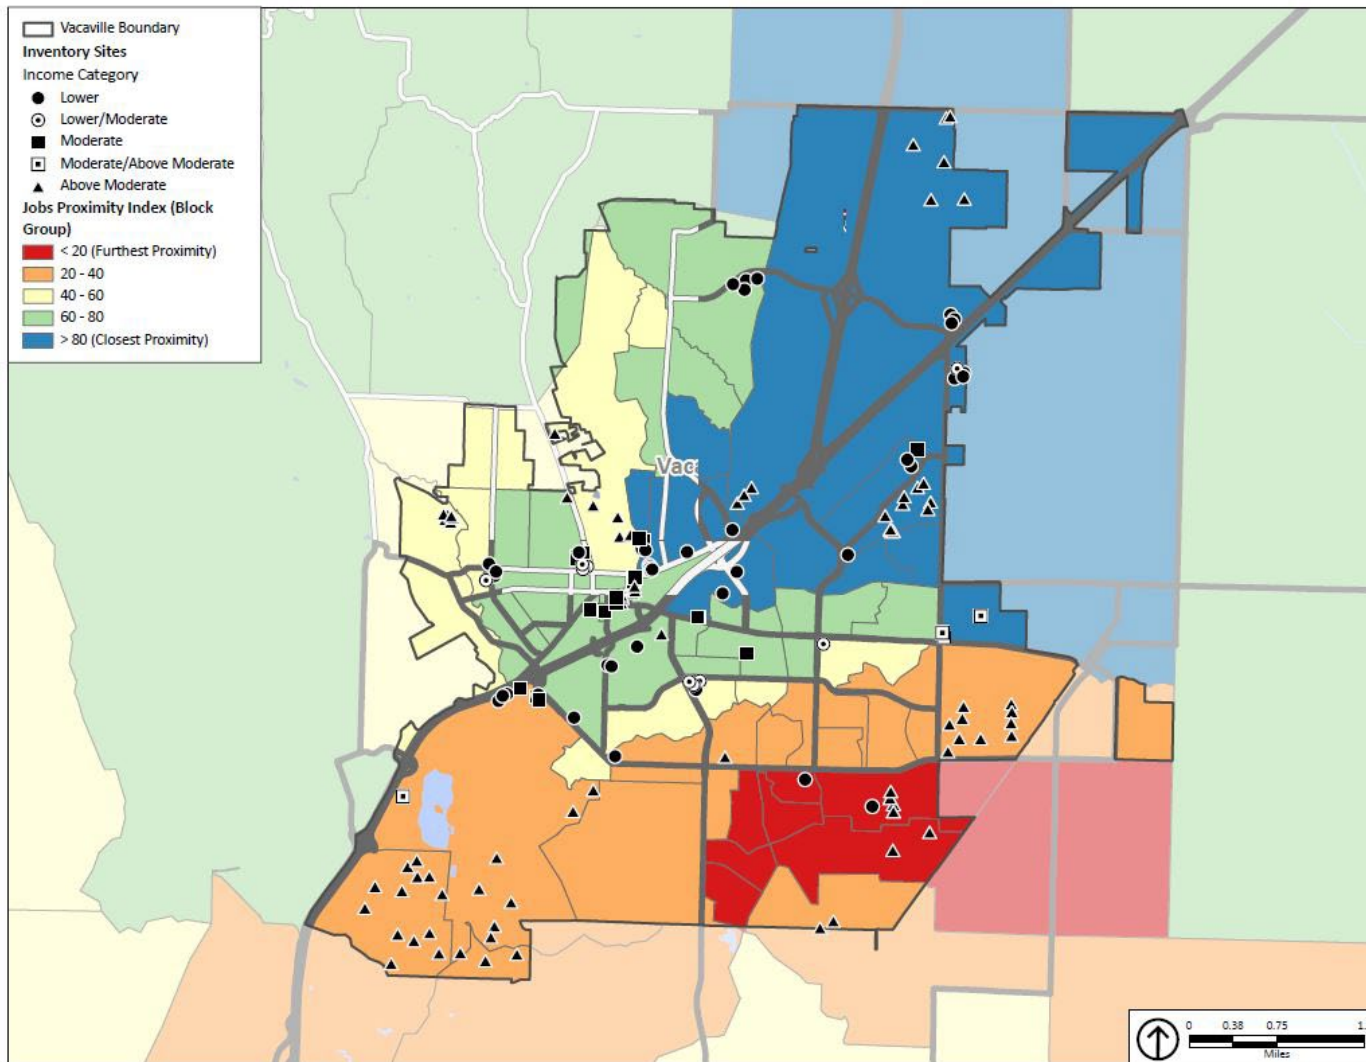 Vacaville Boundary
Inventory Sites
Income Category
Lower
Lower/Moderate
Moderate
Moderate/Above Moderate
Above Moderate
Jobs Proximity Index (Block
Group)
< 20 (Furthest Proximity)
20 - 40
40 - 60
60 - 80
> 80 (Closest Proximity)
Vaca
0 0.38 0.75 1.
Miles